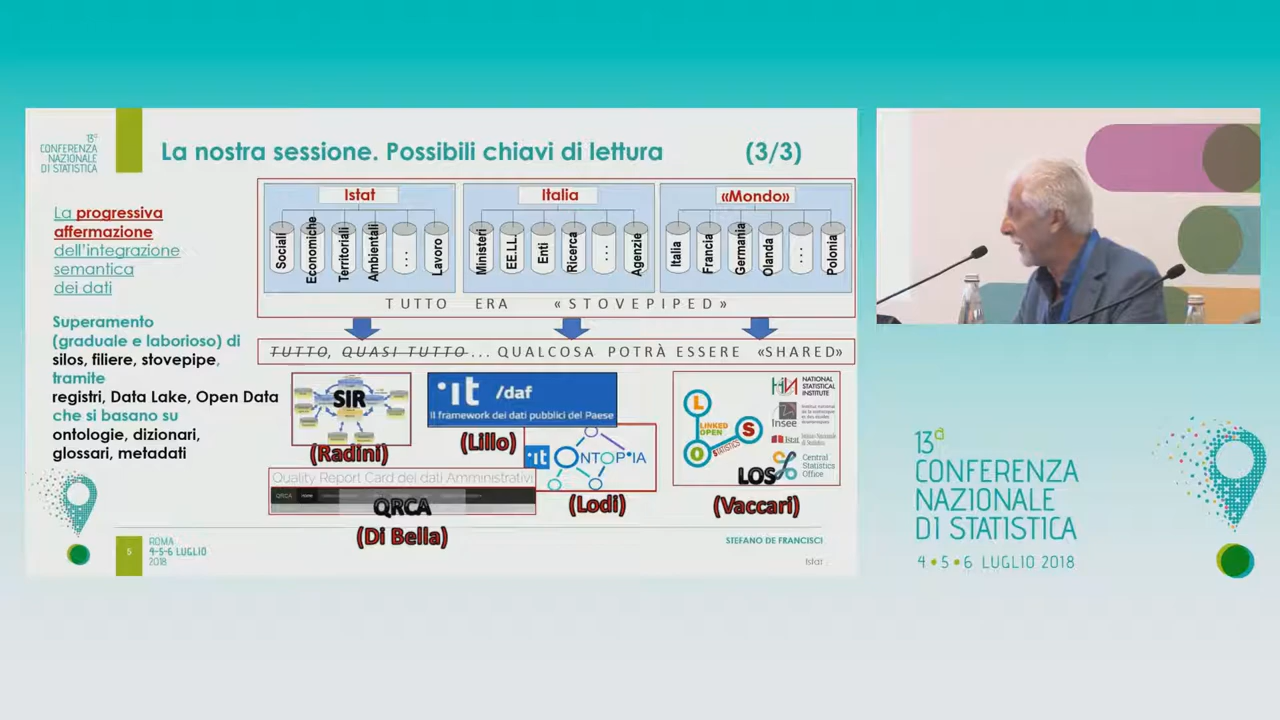 13ª
CONFERENZA
NAZIONALE
DI STATISTICA
La nostra sessione. Possibili chiavi di lettura (3/3)
La progressiva
affermazione
dell'integrazione
semantica
dei dati
Superamento
(graduale e laborioso) di
silos, filiere, stovepipe,
tramite
registri, Data Lake, Open Data
che si basano su
ontologie, dizionari,
glossari, metadati
Istat
Sociali
Economiche
Territoriali
Ambientali
...
Lavoro
Italia
Ministeri
EE.LL.
Enti
Ricerca
...
Agenzie
«Mondo»
Italia
Francia
Germania
Olanda
...
Polonia
TUTTO ERA «STOVEPIPED»
TUTTO, QUASI TUTTO... QUALCOSA POTRÀ ESSERE «SHARED»
SIR
(Radini)
it /daf
Il framework dei dati pubblici del Paese
(Lillo)
it ONTOPIA
(Lodi)
Quality Report Card dei dati Amministrativi
QRCA
QRCA
(Di Bella)
L
LINKED
OPEN
S
STATISTICS
O
LOS
NATIONAL
STATISTICAL
INSTITUTE
Insee
Istat
Central
Statistics
Office
(Vaccari)
5
ROMA
4-5-6 LUGLIO
2018
STEFANO DE FRANCISCI
Istat
13ª
CONFERENZA
NAZIONALE
DI STATISTICA
4•5•6 LUGLIO 2018